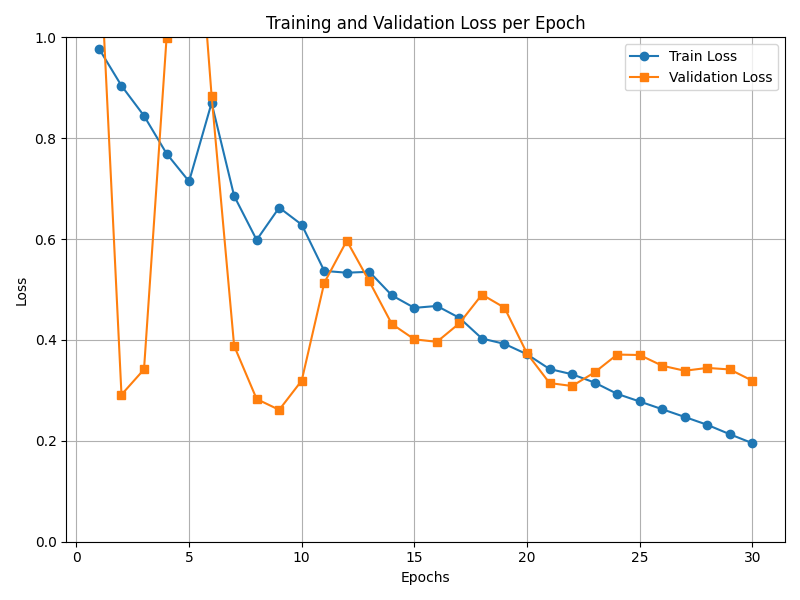 Training and Validation Loss per Epoch
Train Loss
Validation Loss
Loss
1.0
0.8
0.6
0.4
0.2
0.0
0 5 10 15 20 25 30
Epochs